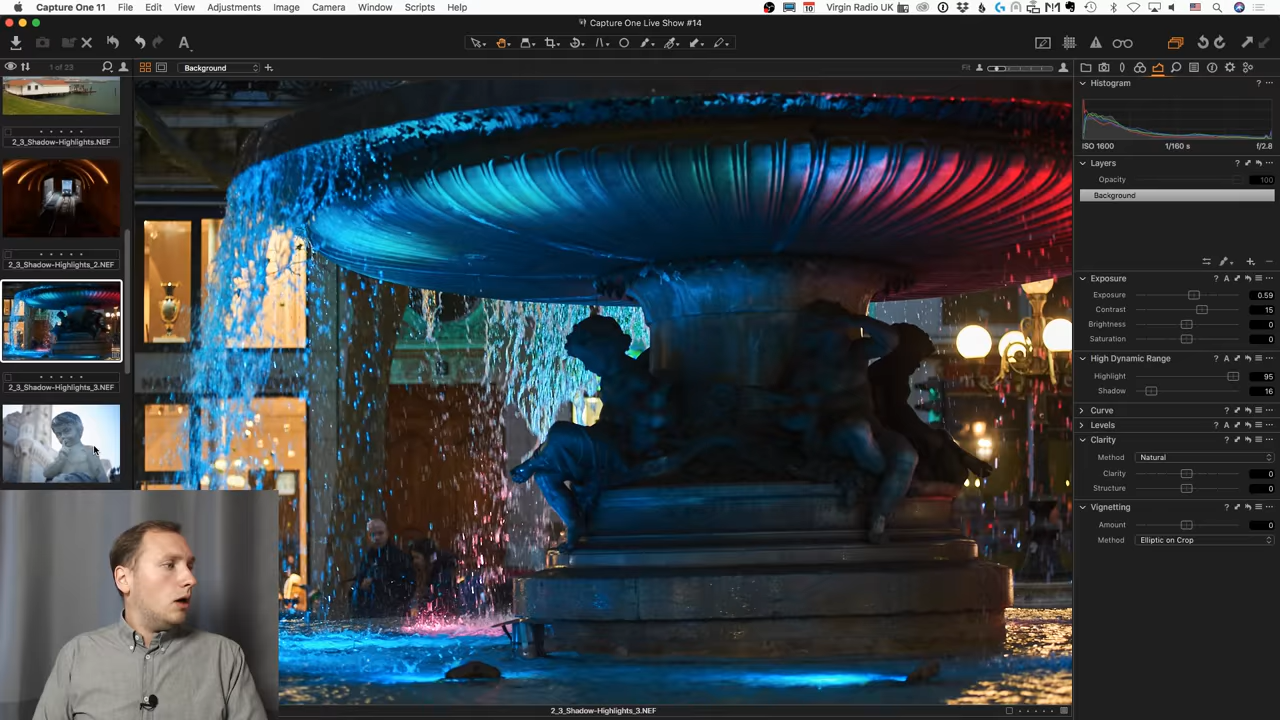 Capture One 11 File Edit View Adjustments Image Camera Window Scripts Help Virgin Radio UK
Capture One Live Show #14
1 of 23
Background
Fit
2_3_Shadow-Highlights.NEF
2_3_Shadow-Highlights_2.NEF
2_3_Shadow-Highlights_3.NEF
2_3_Shadow-Highlights_3.NEF
Histogram
ISO 1600 1/160 s f/2.8
Layers
Opacity 100
Background
Exposure
Exposure 0.59
Contrast 15
Brightness 0
Saturation 0
High Dynamic Range
Highlight 95
Shadow 16
Curve
Levels
Clarity
Method Natural
Clarity 0
Structure 0
Vignetting
Amount 0
Method Elliptic on Crop